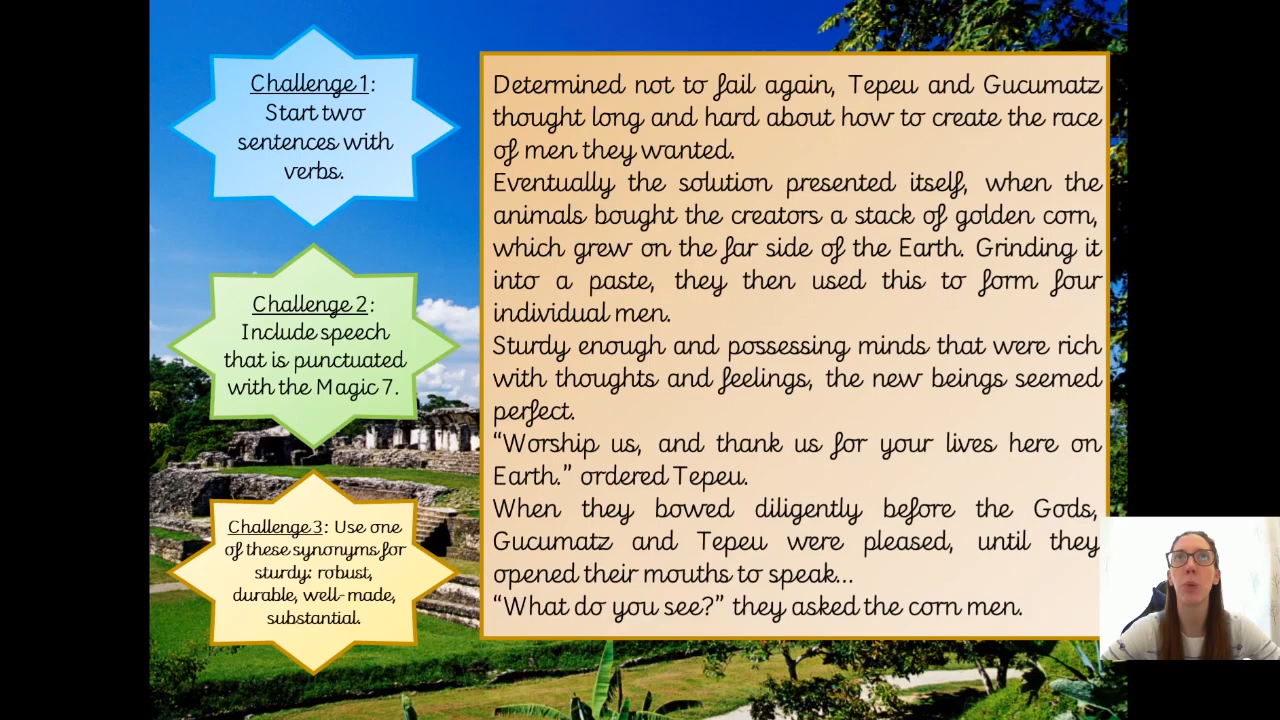 Challenge 1:
Start two
sentences with
verbs.
Challenge 2:
Include speech
that is punctuated
with the Magic 7.
Challenge 3: Use one
of these synonyms for
sturdy: robust,
durable, well-made,
substantial.
Determined not to fail again, Tepeu and Gucumatz
thought long and hard about how to create the race
of men they wanted.
Eventually the solution presented itself, when the
animals bought the creators a stack of golden corn,
which grew on the far side of the Earth. Grinding it
into a paste, they then used this to form four
individual men.
Sturdy enough and possessing minds that were rich
with thoughts and feelings, the new beings seemed
perfect.
“Worship us, and thank us for your lives here on
Earth.” ordered Tepeu.
When they bowed diligently before the Gods,
Gucumatz and Tepeu were pleased, until they
opened their mouths to speak...
“What do you see?” they asked the corn men.